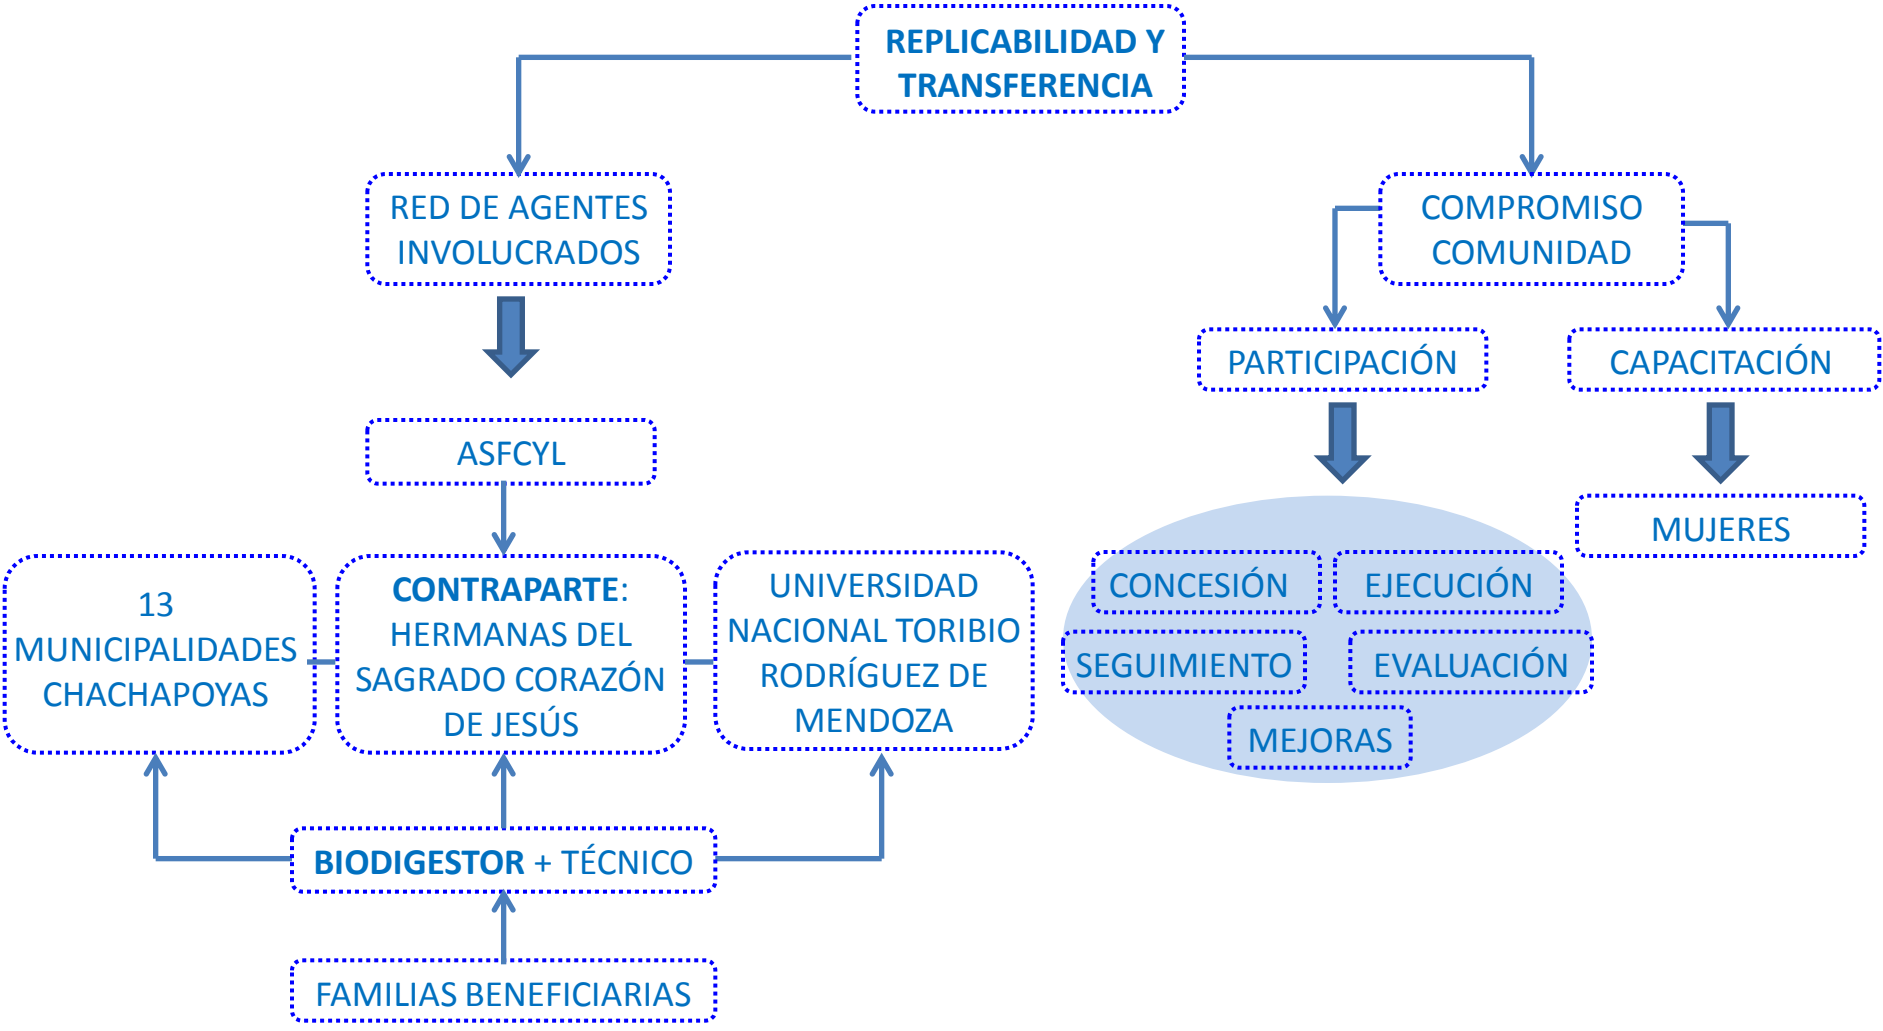 REPLICABILIDAD Y
TRANSFERENCIA
RED DE AGENTES
INVOLUCRADOS
COMPROMISO
COMUNIDAD
PARTICIPACIÓN
CAPACITACIÓN
ASFCYL
MUJERES
13
MUNICIPALIDADES
CHACHAPOYAS
CONTRAPARTE:
HERMANAS DEL
SAGRADO CORAZÓN
DE JESÚS
UNIVERSIDAD
NACIONAL TORIBIO
RODRÍGUEZ DE
MENDOZA
CONCESIÓN
EJECUCIÓN
SEGUIMIENTO
EVALUACIÓN
MEJORAS
BIODIGESTOR + TÉCNICO
FAMILIAS BENEFICIARIAS